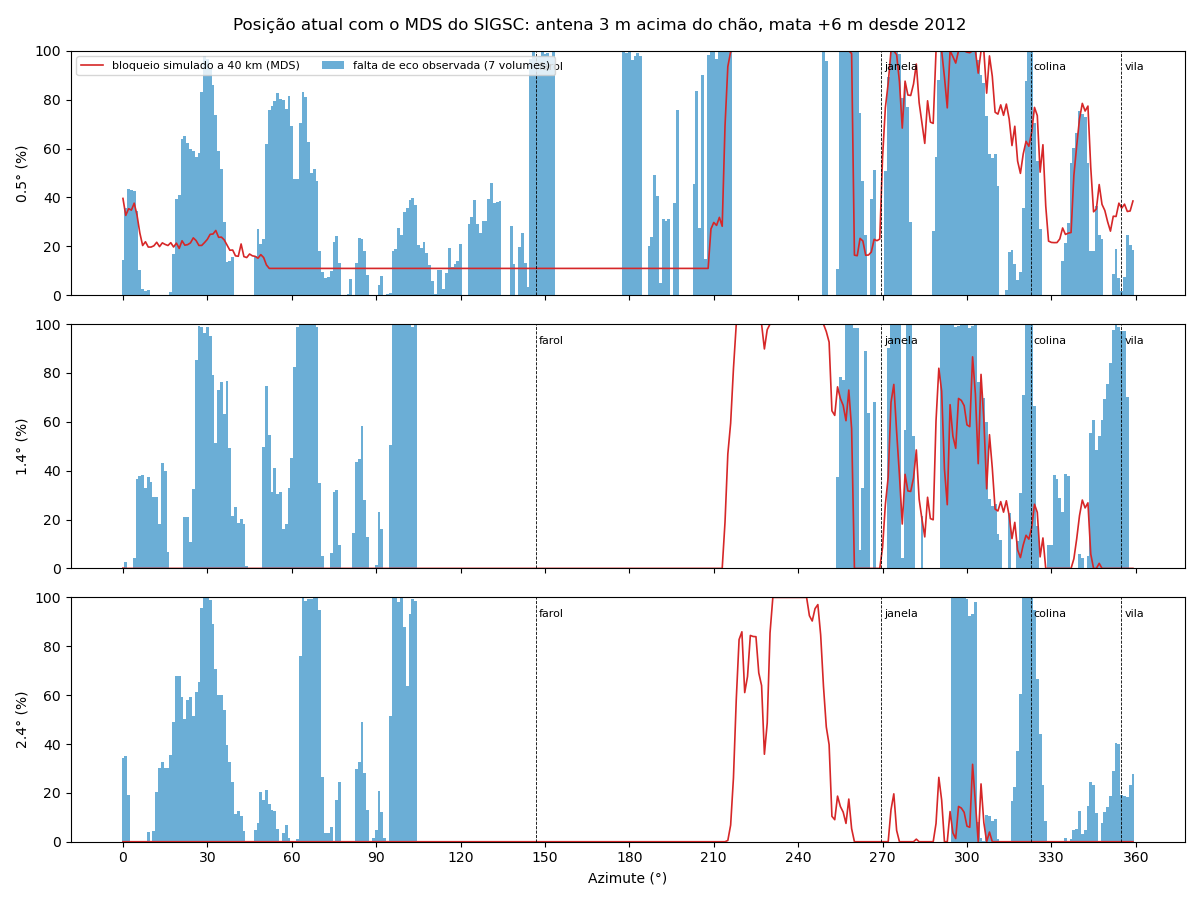 Posição atual com o MDS do SIGSC: antena 3 m acima do chão, mata +6 m desde 2012
100
80
60
40
20
0
0.5° (%)
bloqueio simulado a 40 km (MDS)
falta de eco observada (7 volumes)
janela
colina
vila
100
80
60
40
20
0
1.4° (%)
farol
janela
colina
vila
100
80
60
40
20
0
2.4° (%)
farol
janela
colina
vila
0 30 60 90 120 150 180 210 240 270 300 330 360
Azimute (°)